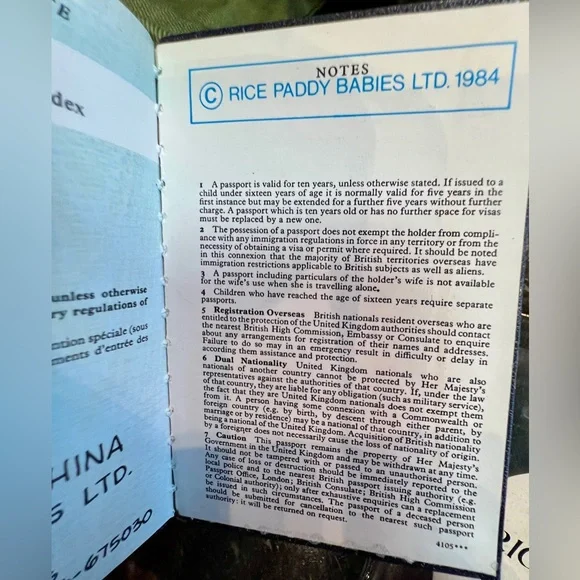 E
dex
unless otherwise
ry regulations of
ntion spéciale (sous
ments d'entrée des
HINA
S LTD.
-675030
NOTES
© RICE PADDY BABIES LTD. 1984
1 A passport is valid for ten years, unless otherwise stated. If issued to a
child under sixteen years of age it is normally valid for five years in the
first instance but may be extended for a further five years without further
charge. A passport which is ten years old or has no further space for visas
must be replaced by a new one.
2 The possession of a passport does not exempt the holder from compli-
ance with any immigration regulations in force in any territory or from the
necessity of obtaining a visa or permit where required. It should be noted
in this connection that the majority of British territories overseas have
immigration restrictions applicable to British subjects as well as aliens.
3 A passport including particulars of the holder's wife is not available
for the wife's use when she is travelling alone.
4 Children who have reached the age of sixteen years require separate
passports.
5 Registration Overseas British nationals resident overseas who are
entitled to the protection of the United Kingdom authorities should contact
the nearest British High Commission, Embassy or Consulate to enquire
about any arrangements for registration of their names and addresses.
Failure to do so may in an emergency result in difficulty or delay in
according them assistance and protection.
6 Dual Nationality United Kingdom nationals who are also
nationals of another country cannot be protected by Her Majesty's
representatives against the authorities of that country. If, under the law
of that country, they are liable for any obligation (such as military service),
the fact that they are United Kingdom nationals does not exempt them
from it. A person having some connection with a Commonwealth or
foreign country (e.g. by birth, by descent through either parent, by
marriage or by residence) may be a national of that country, in addition to
being a national of the United Kingdom. Acquisition of British nationality
by a foreigner does not necessarily cause the loss of nationality of origin.
7 Caution This passport remains the property of Her Majesty's
Government in the United Kingdom and may be withdrawn at any time.
It should not be tampered with or passed to an unauthorised person.
Any case of loss or destruction should be immediately reported to the
local police and to the nearest British passport issuing authority (e.g.
Passport Office, London; British Consulate; British High Commission
or Colonial authority); only after exhaustive enquiries can a replacement
be issued in such circumstances. The passport of a deceased person
should be submitted for cancellation to the nearest such passport
authority: it will be returned on request.
4105***